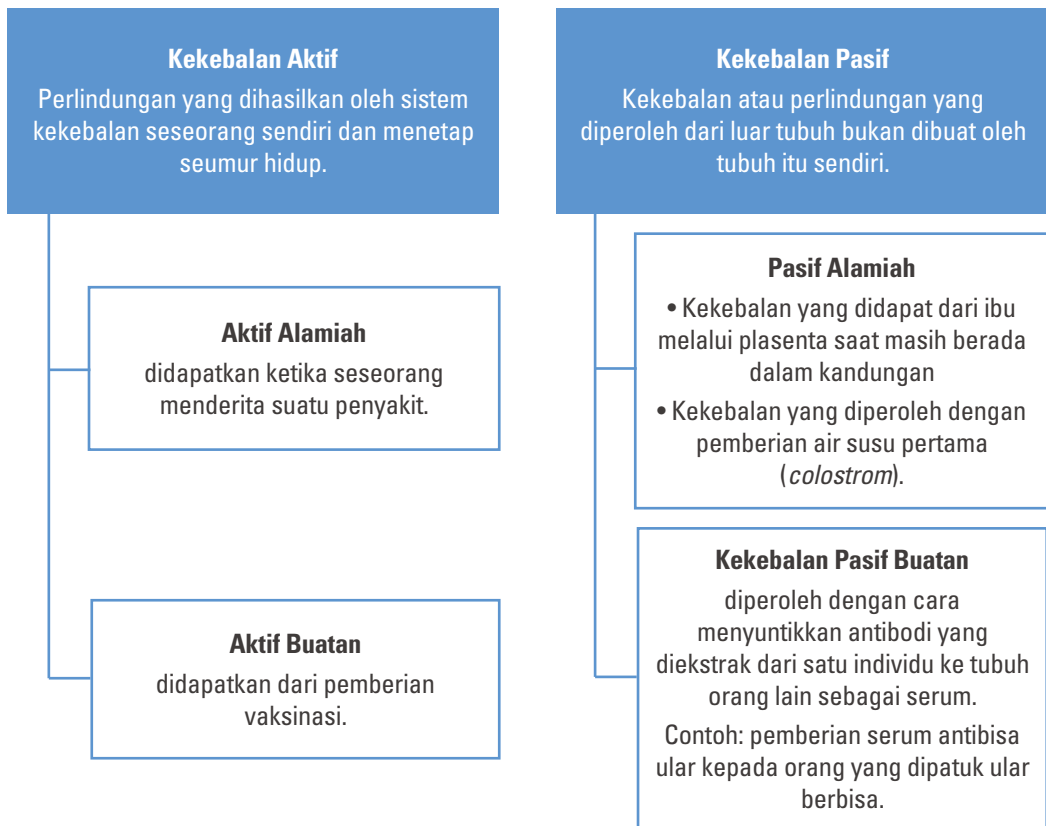 Kekebalan Aktif
Perlindungan yang dihasilkan oleh sistem
kekebalan seseorang sendiri dan menetap
seumur hidup.
Aktif Alamiah
didapatkan ketika seseorang
menderita suatu penyakit.
Aktif Buatan
didapatkan dari pemberian
vaksinasi.
Kekebalan Pasif
Kekebalan atau perlindungan yang
diperoleh dari luar tubuh bukan dibuat oleh
tubuh itu sendiri.
Pasif Alamiah
• Kekebalan yang didapat dari ibu
melalui plasenta saat masih berada
dalam kandungan
• Kekebalan yang diperoleh dengan
pemberian air susu pertama
(colostrom).
Kekebalan Pasif Buatan
diperoleh dengan cara
menyuntikkan antibodi yang
diekstrak dari satu individu ke tubuh
orang lain sebagai serum.
Contoh: pemberian serum antibisa
ular kepada orang yang dipatuk ular
berbisa.